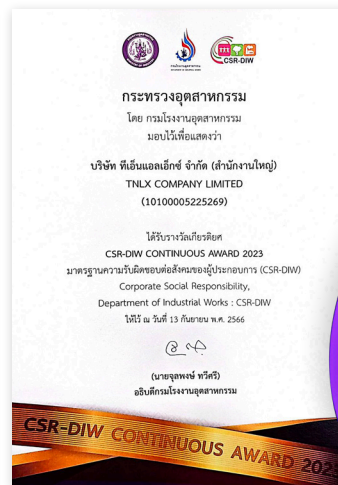 CSR-DIW
กระทรวงอุตสาหกรรม
โดย กรมโรงงานอุตสาหกรรม
มอบไว้เพื่อแสดงว่า
บริษัท ทีเอ็นแอลเอ็กซ์ จำกัด (สำนักงานใหญ่)
TNLX COMPANY LIMITED
(10100005225269)
ได้รับรางวัลเกียรติยศ
CSR-DIW CONTINUOUS AWARD 2023
มาตรฐานความรับผิดชอบต่อสังคมของผู้ประกอบการ (CSR-DIW)
Corporate Social Responsibility,
Department of Industrial Works : CSR-DIW
ให้ไว้ ณ วันที่ 13 กันยายน พ.ศ. 2566
(นายจุลพงษ์ ทวีศรี)
อธิบดีกรมโรงงานอุตสาหกรรม
CSR-DIW CONTINUOUS AWARD 202